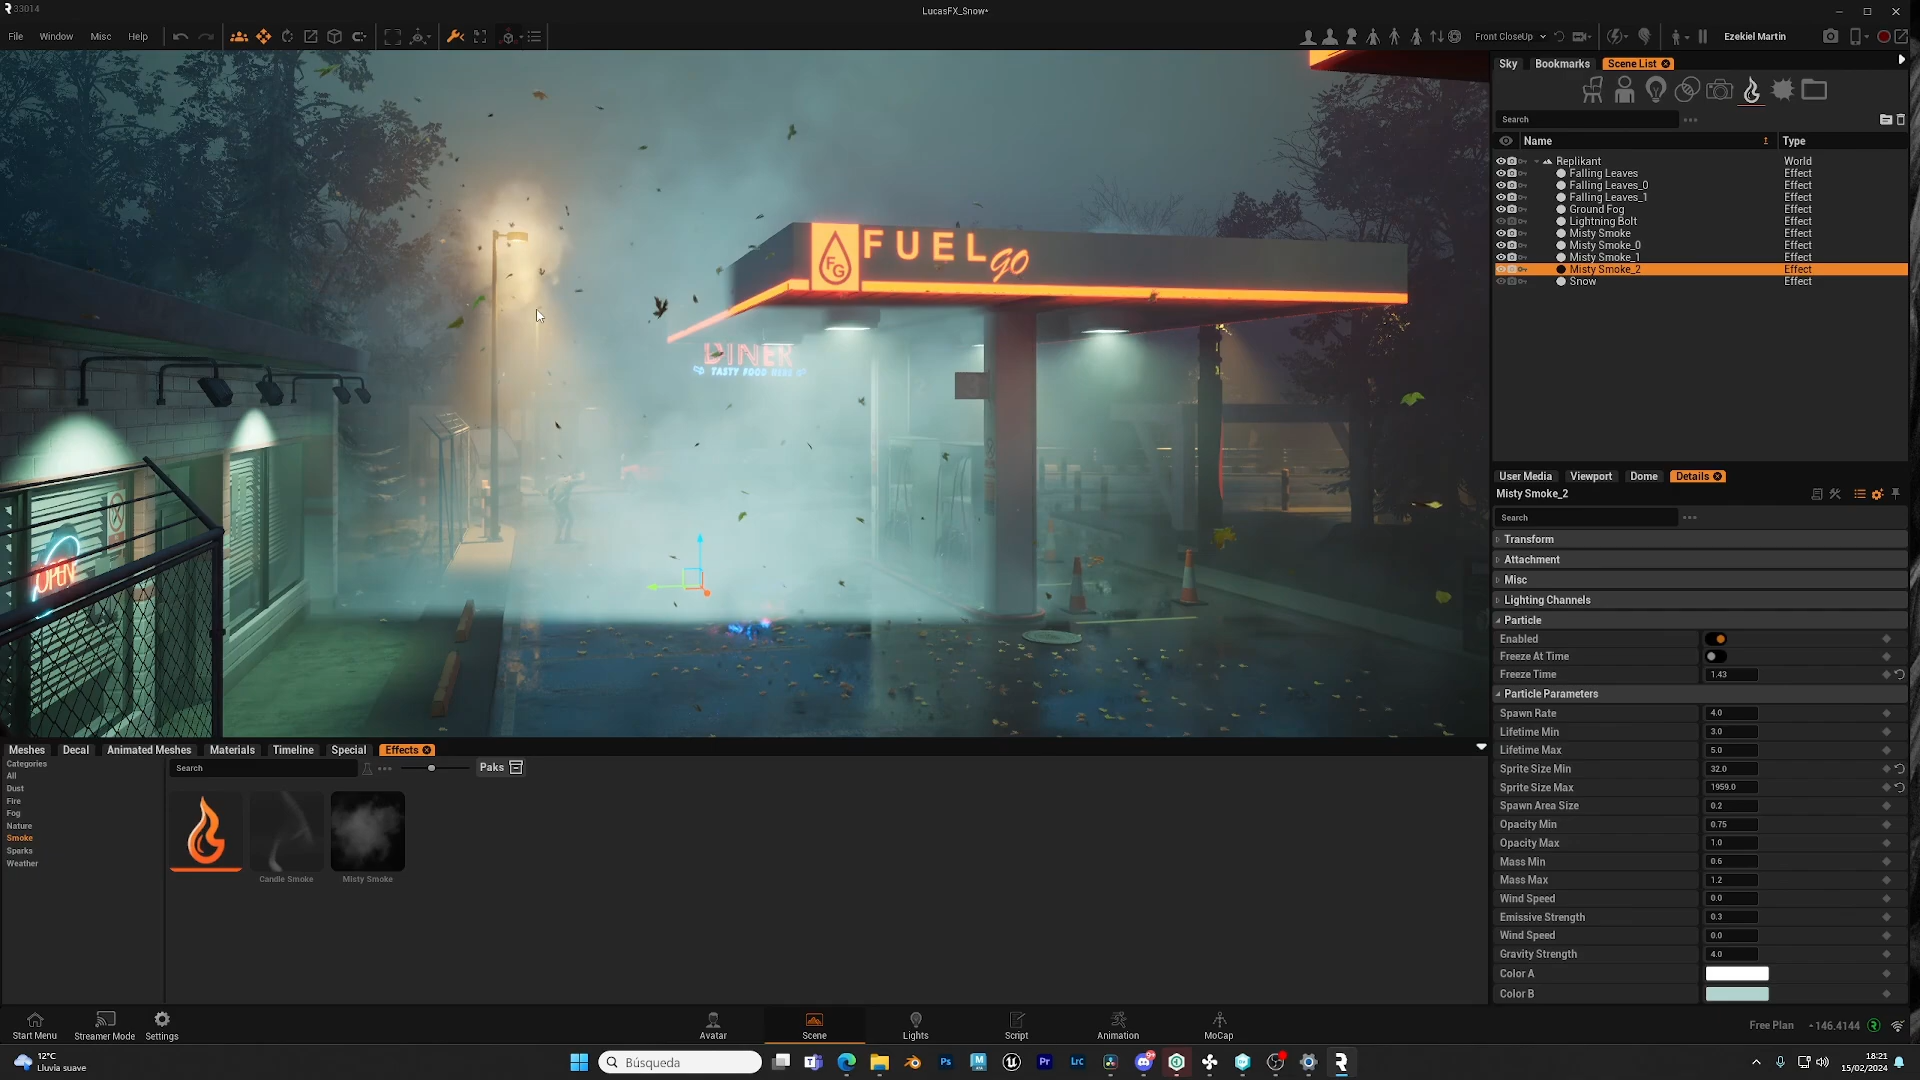 33014
LucasFX_Snow*
File
Window
Misc
Help
Front CloseUp
Ezekiel Martin
Sky
Bookmarks
Scene List
Search
Name
Type
Replikant
World
Falling Leaves
Effect
Falling Leaves_0
Effect
Falling Leaves_1
Effect
Ground Fog
Effect
Lightning Bolt
Effect
Misty Smoke
Effect
Misty Smoke_0
Effect
Misty Smoke_1
Effect
Misty Smoke_2
Effect
Snow
Effect
FG
FUEL go
DINER
TASTY FOOD HERE
OPEN
User Media
Viewport
Dome
Details
Misty Smoke_2
Search
Transform
Attachment
Misc
Lighting Channels
Particle
Enabled
Freeze At Time
Freeze Time
1.43
Particle Parameters
Spawn Rate
4.0
Lifetime Min
3.0
Lifetime Max
5.0
Sprite Size Min
32.0
Sprite Size Max
1959.0
Spawn Area Size
0.2
Opacity Min
0.75
Opacity Max
1.0
Mass Min
0.6
Mass Max
1.2
Wind Speed
0.0
Emissive Strength
0.3
Wind Speed
0.0
Gravity Strength
4.0
Color A
Color B
Meshes
Decal
Animated Meshes
Materials
Timeline
Special
Effects
Categories
All
Dust
Fire
Fog
Nature
Smoke
Sparks
Weather
Search
Paks
Candle Smoke
Misty Smoke
Start Menu
Streamer Mode
Settings
Avatar
Scene
Lights
Script
Animation
MoCap
Free Plan
146.4144
12°C
Lluvia suave
Búsqueda
Ps
Pr
Lrc
18:21
15/02/2024